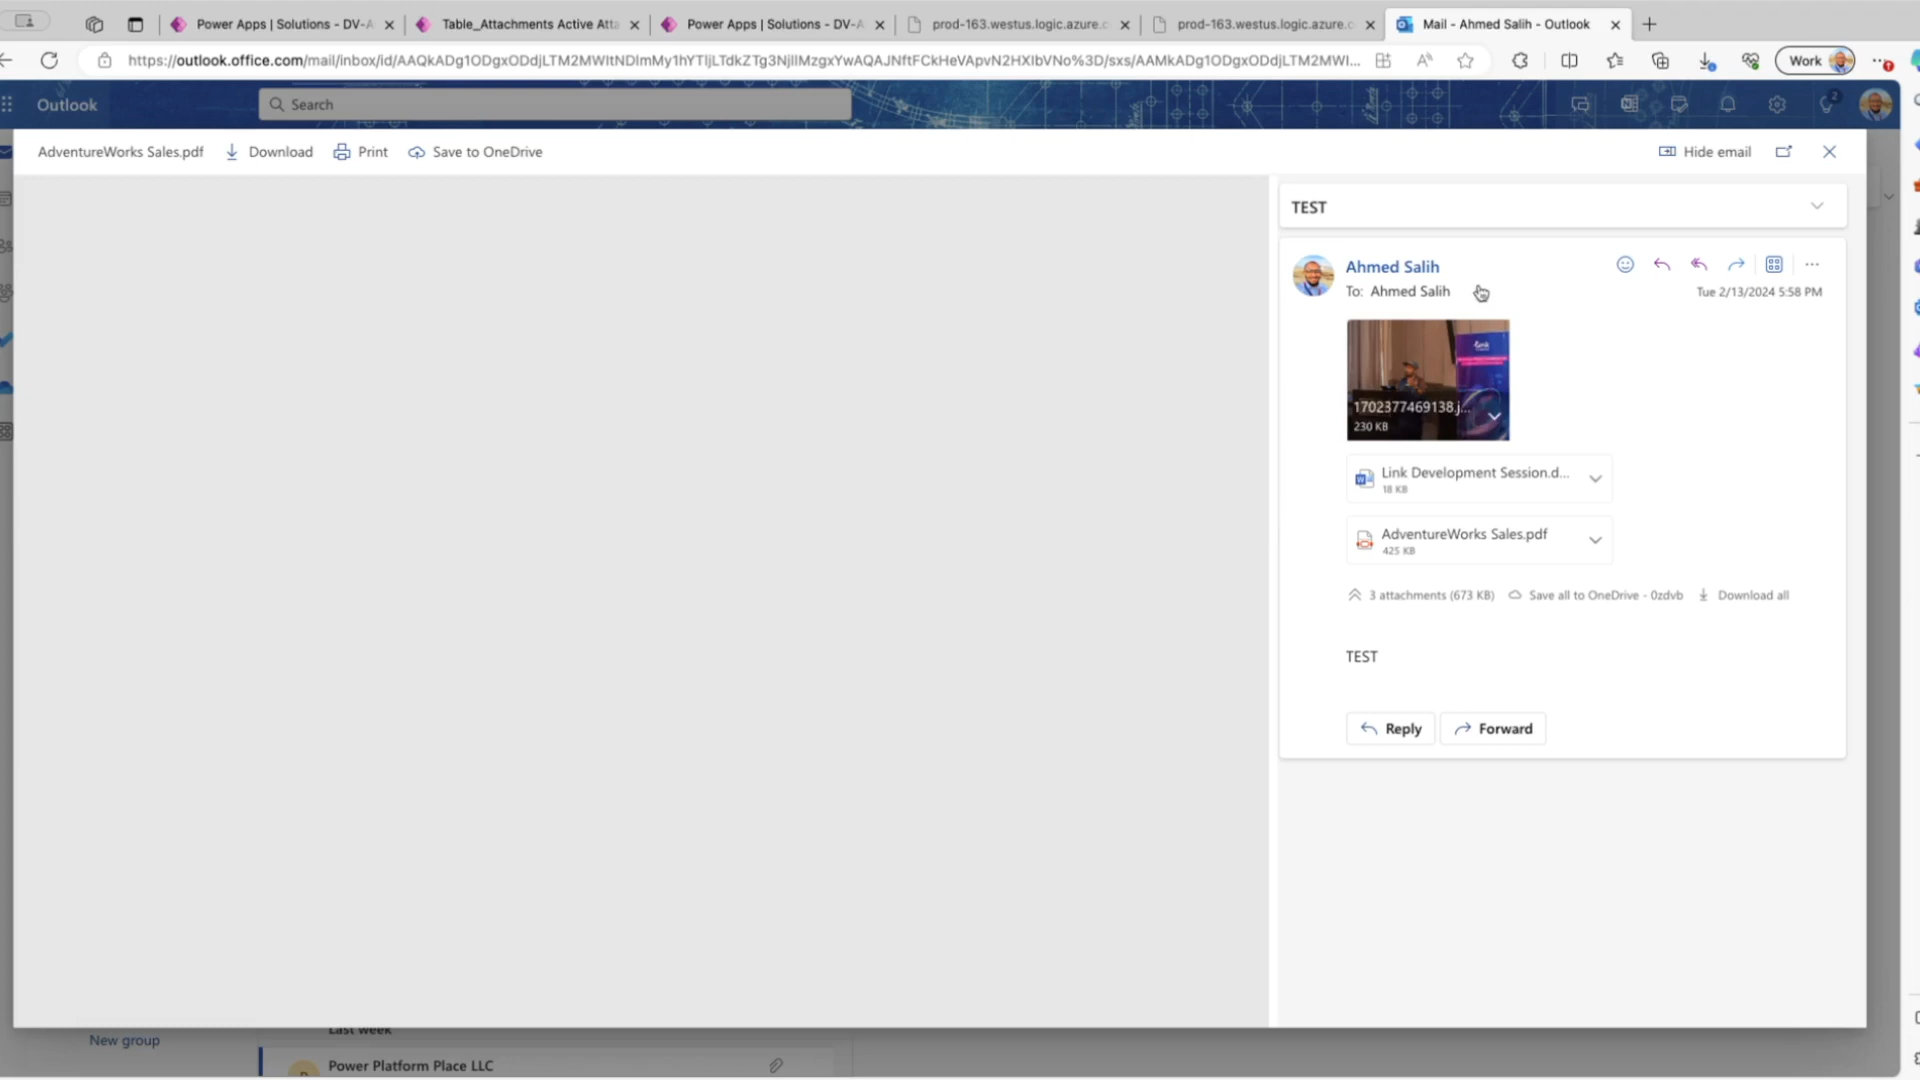 Power Apps | Solutions - DV-A
Table_Attachments Active Atta
Power Apps | Solutions - DV-A
prod-163.westus.logic.azure.c
prod-163.westus.logic.azure.c
Mail - Ahmed Salih - Outlook
Work
Outlook
Search
2
AdventureWorks Sales.pdf
Download
Print
Save to OneDrive
Hide email
TEST
Ahmed Salih
To: Ahmed Salih
Tue 2/13/2024 5:58 PM
1702377469138.j...
230 KB
Link Development Session.d...
18 KB
AdventureWorks Sales.pdf
425 KB
3 attachments (673 KB)
Save all to OneDrive - 0zdvb
Download all
TEST
Reply
Forward
Last week
New group
Power Platform Place LLC